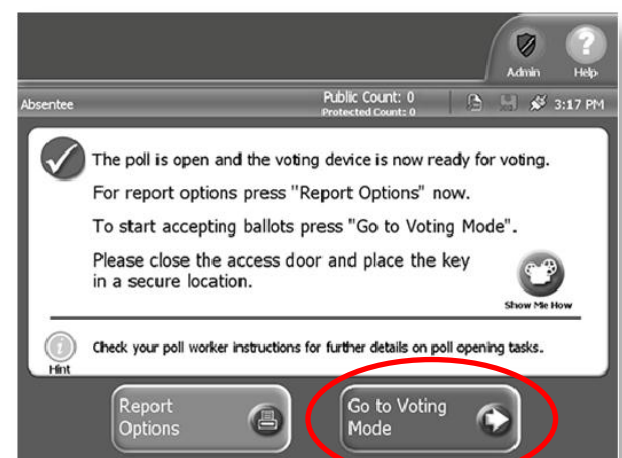 Admin Help
Absentee Public Count: 0 3:17 PM
Protected Count: 0
The poll is open and the voting device is now ready for voting.
For report options press "Report Options" now.
To start accepting ballots press "Go to Voting Mode".
Please close the access door and place the key
in a secure location.
Show Me How
Check your poll worker instructions for further details on poll opening tasks.
Hint
Report
Options
Go to Voting
Mode